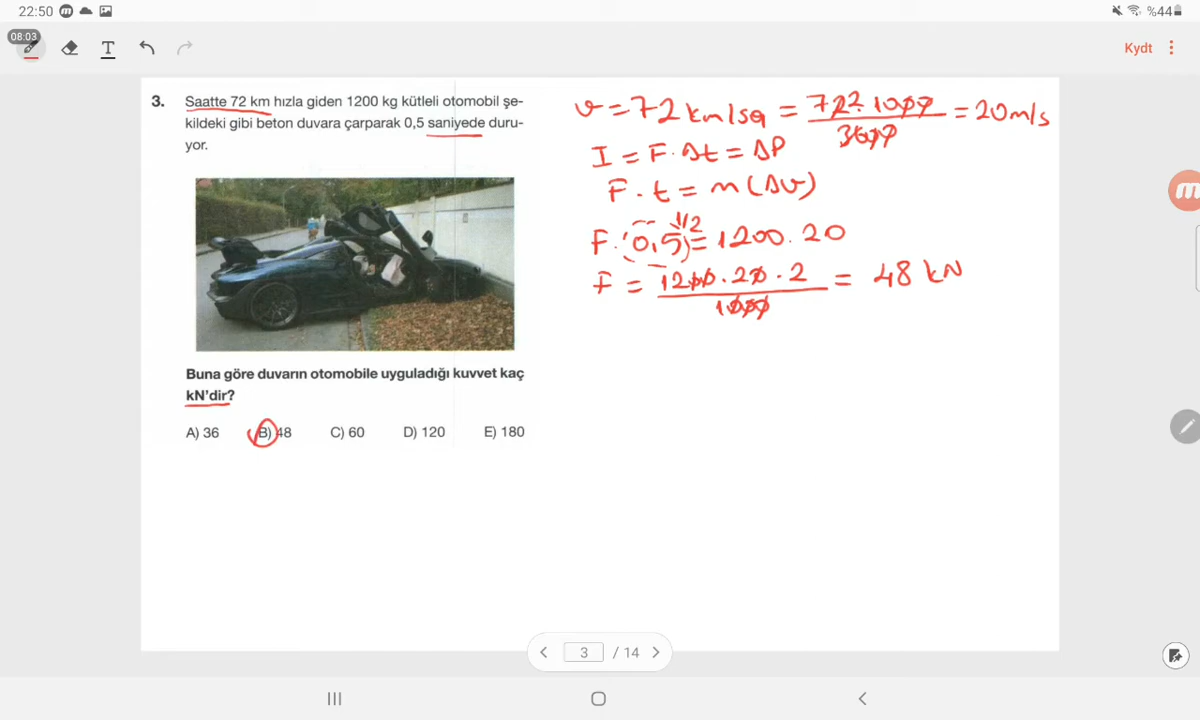 22:50
%44
08:03
T
Kydt
3. Saatte 72 km hızla giden 1200 kg kütleli otomobil şe-
kildeki gibi beton duvara çarparak 0,5 saniyede duru-
yor.
Buna göre duvarın otomobile uyguladığı kuvvet kaç
kN'dir?
A) 36 B) 48 C) 60 D) 120 E) 180
v = 72 km/sa = 72 2. 1000 / 3600 = 20 m/s
I = F. Δt = ΔP
F. t = m (Δv)
F. (0,5) 1/2 = 1200. 20
F = 1200. 20. 2 / 1000 = 48 kN
3 / 14